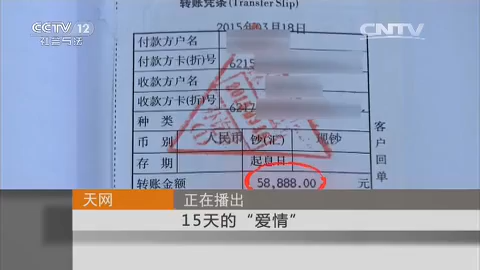 CCTV 12
社会与法
CNTV
转账凭条(Transfer Slip)
2015年03月18日
付款方户名
付款方卡(折)号 6215
收款方户名
收款方卡(折)号 6217
种 类
币 别 人民币 钞(汇) 现钞
存 期 起息日
转账金额 58,888.00 元
客户回单
天网 正在播出
15天的“爱情”